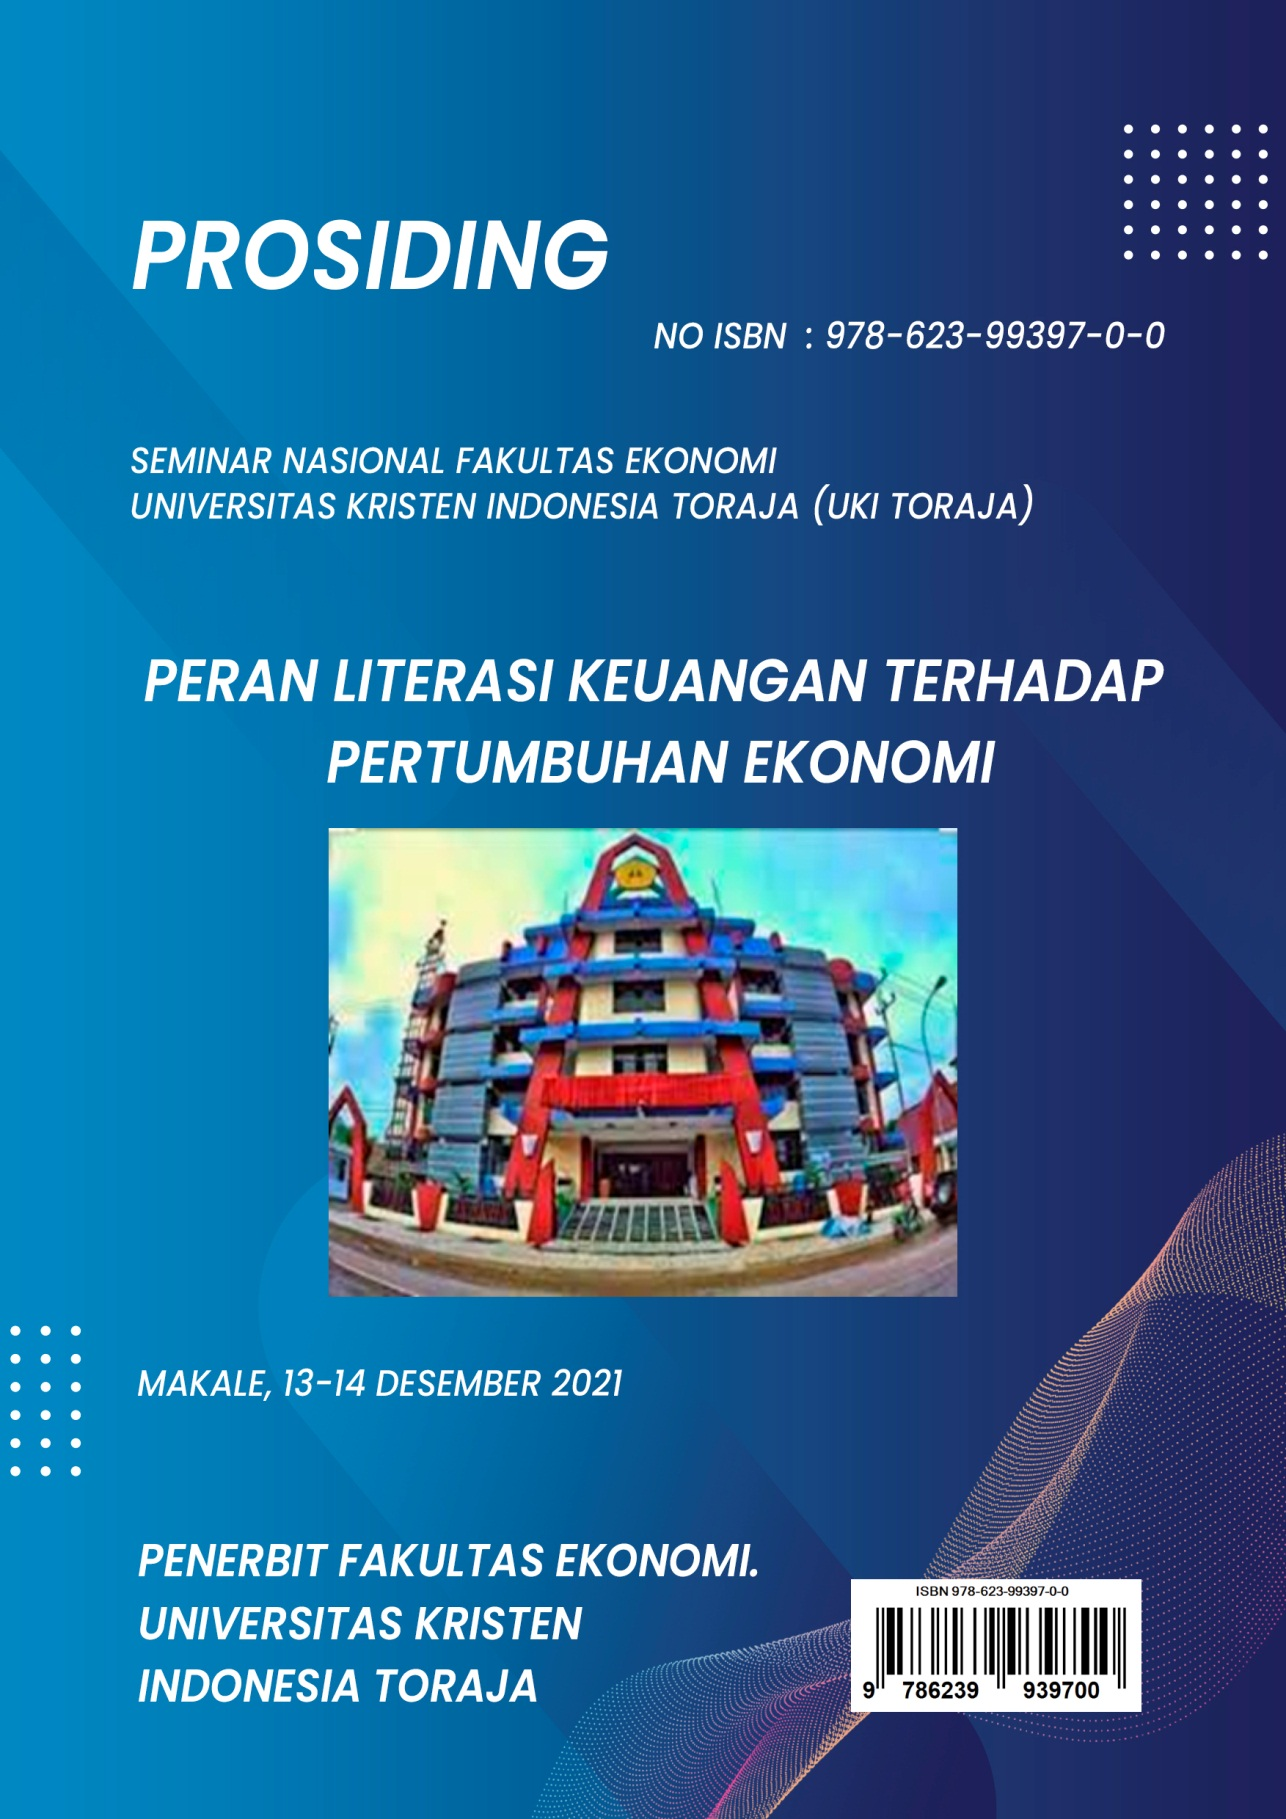 PROSIDING
NO ISBN : 978-623-99397-0-0
SEMINAR NASIONAL FAKULTAS EKONOMI
UNIVERSITAS KRISTEN INDONESIA TORAJA (UKI TORAJA)
PERAN LITERASI KEUANGAN TERHADAP
PERTUMBUHAN EKONOMI
MAKALE, 13-14 DESEMBER 2021
PENERBIT FAKULTAS EKONOMI.
UNIVERSITAS KRISTEN
INDONESIA TORAJA
ISBN 978-623-99397-0-0
9 786239 939700